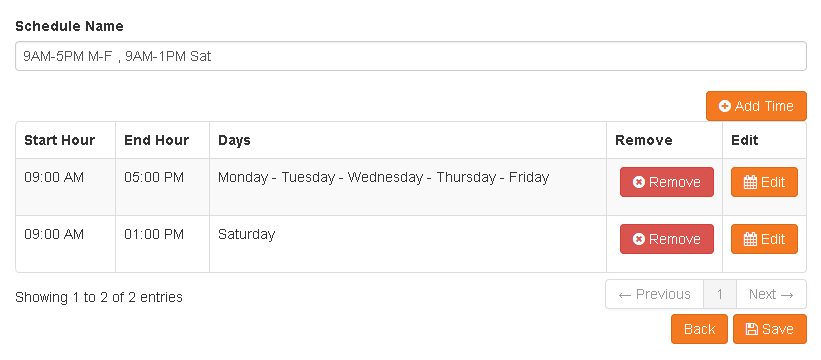 Schedule Name
9AM-5PM M-F , 9AM-1PM Sat
Add Time
Start Hour End Hour Days Remove Edit
09:00 AM 05:00 PM Monday - Tuesday - Wednesday - Thursday - Friday Remove Edit
09:00 AM 01:00 PM Saturday Remove Edit
Showing 1 to 2 of 2 entries ← Previous 1 Next →
Back Save